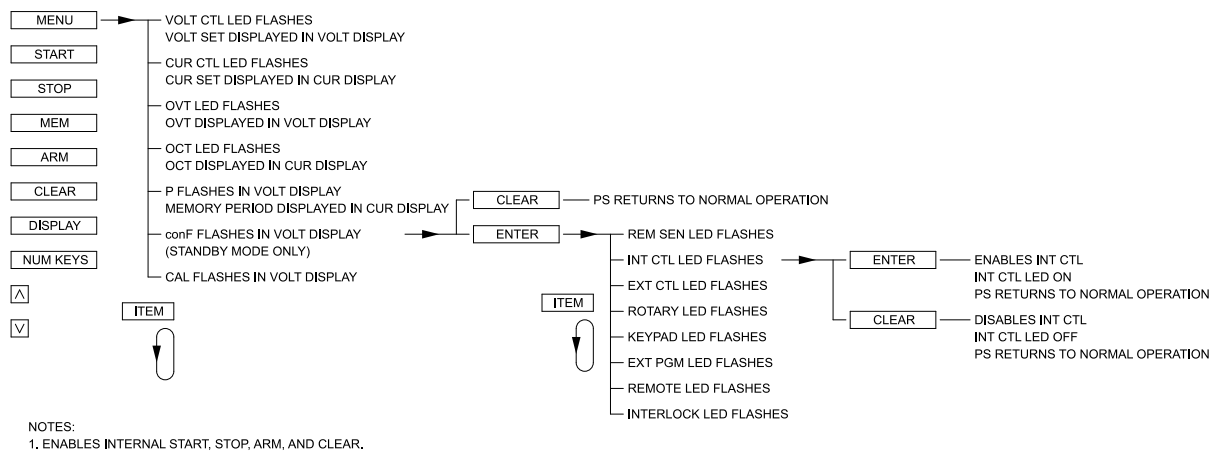 MENU
START
STOP
MEM
ARM
CLEAR
DISPLAY
NUM KEYS
VOLT CTL LED FLASHES
VOLT SET DISPLAYED IN VOLT DISPLAY
CUR CTL LED FLASHES
CUR SET DISPLAYED IN CUR DISPLAY
OVT LED FLASHES
OVT DISPLAYED IN VOLT DISPLAY
OCT LED FLASHES
OCT DISPLAYED IN CUR DISPLAY
P FLASHES IN VOLT DISPLAY
MEMORY PERIOD DISPLAYED IN CUR DISPLAY
conF FLASHES IN VOLT DISPLAY
(STANDBY MODE ONLY)
CAL FLASHES IN VOLT DISPLAY
ITEM
CLEAR
PS RETURNS TO NORMAL OPERATION
ENTER
REM SEN LED FLASHES
INT CTL LED FLASHES
EXT CTL LED FLASHES
ROTARY LED FLASHES
KEYPAD LED FLASHES
EXT PGM LED FLASHES
REMOTE LED FLASHES
INTERLOCK LED FLASHES
ITEM
ENTER
ENABLES INT CTL
INT CTL LED ON
PS RETURNS TO NORMAL OPERATION
CLEAR
DISABLES INT CTL
INT CTL LED OFF
PS RETURNS TO NORMAL OPERATION
NOTES:
1. ENABLES INTERNAL START, STOP, ARM, AND CLEAR.